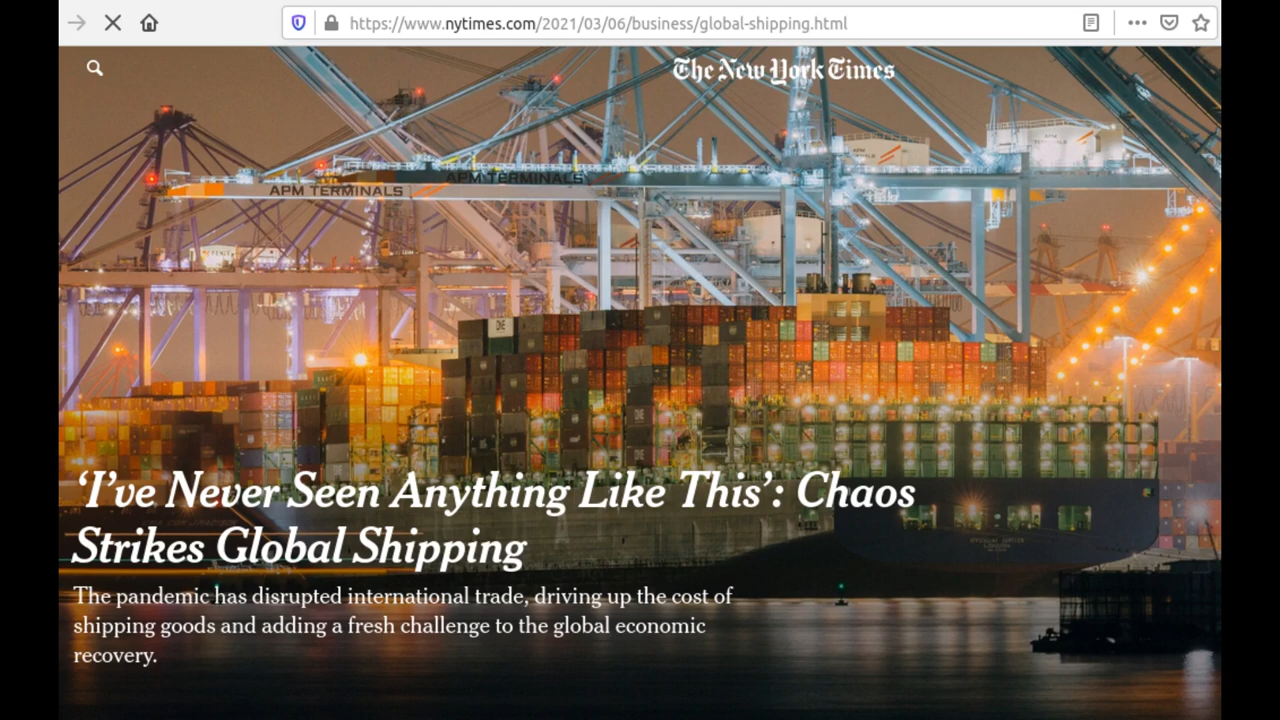 https://www.nytimes.com/2021/03/06/business/global-shipping.html
The New York Times
APM TERMINALS
APM TERMINALS
‘I’ve Never Seen Anything Like This’: Chaos
Strikes Global Shipping
The pandemic has disrupted international trade, driving up the cost of
shipping goods and adding a fresh challenge to the global economic
recovery.